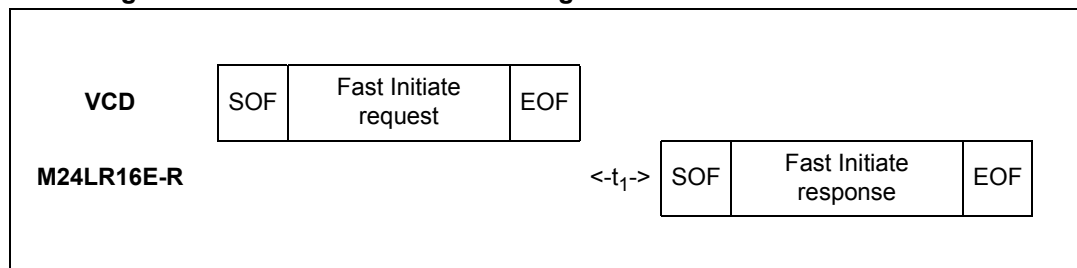 VCD SOF Fast Initiate request EOF
M24LR16E-R <-t1-> SOF Fast Initiate response EOF